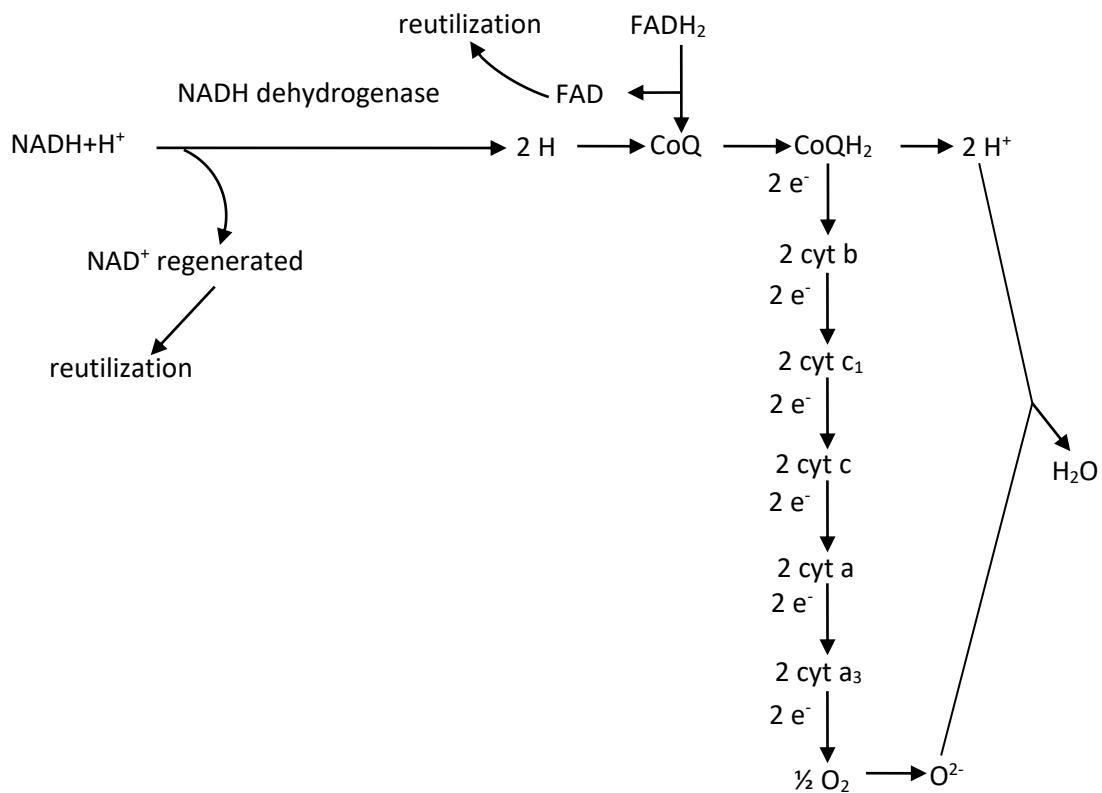 reutilization FADH₂
NADH dehydrogenase FAD
NADH+H⁺ 2 H CoQ CoQH₂ 2 H⁺
2 e⁻
NAD⁺ regenerated 2 cyt b
2 e⁻
reutilization 2 cyt c₁
2 e⁻
2 cyt c H₂O
2 e⁻
2 cyt a
2 e⁻
2 cyt a₃
2 e⁻
½ O₂ O²⁻